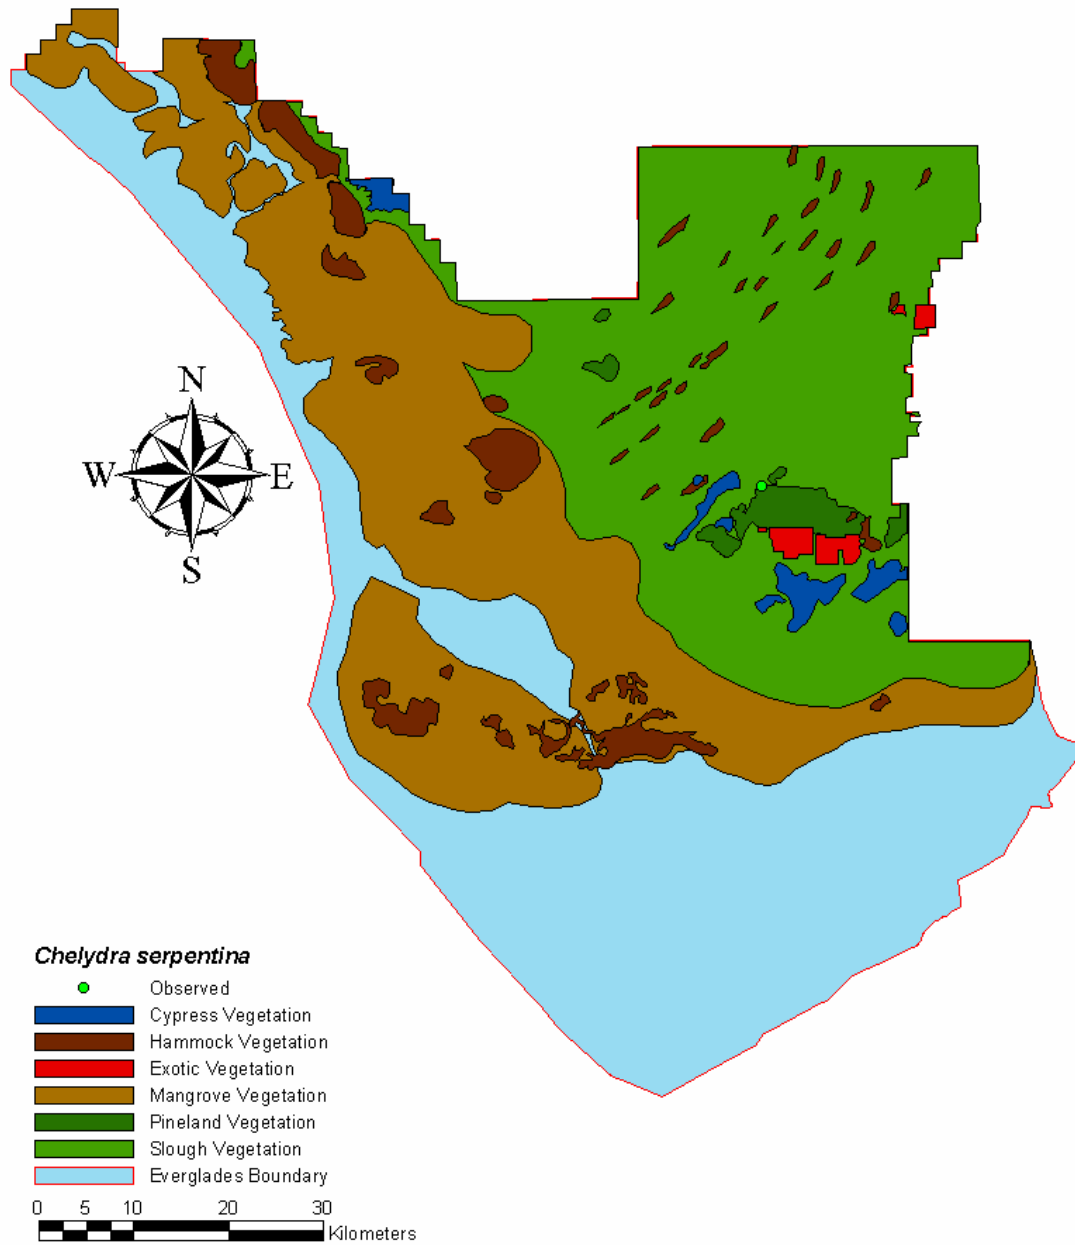 N
W E
S
Chelydra serpentina
Observed
Cypress Vegetation
Hammock Vegetation
Exotic Vegetation
Mangrove Vegetation
Pineland Vegetation
Slough Vegetation
Everglades Boundary
0 5 10 20 30
Kilometers